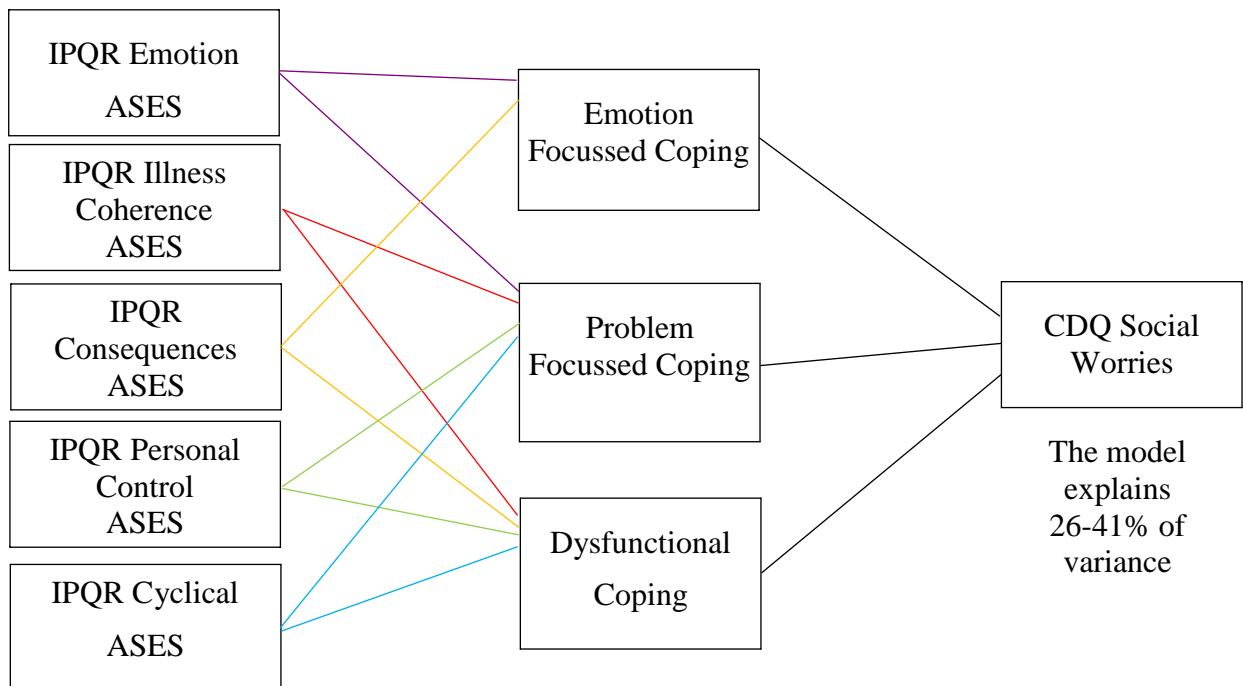 IPQR Emotion
ASES
IPQR Illness
Coherence
ASES
IPQR
Consequences
ASES
IPQR Personal
Control
ASES
IPQR Cyclical
ASES
Emotion
Focussed Coping
Problem
Focussed Coping
Dysfunctional
Coping
CDQ Social
Worries
The model
explains
26-41% of
variance